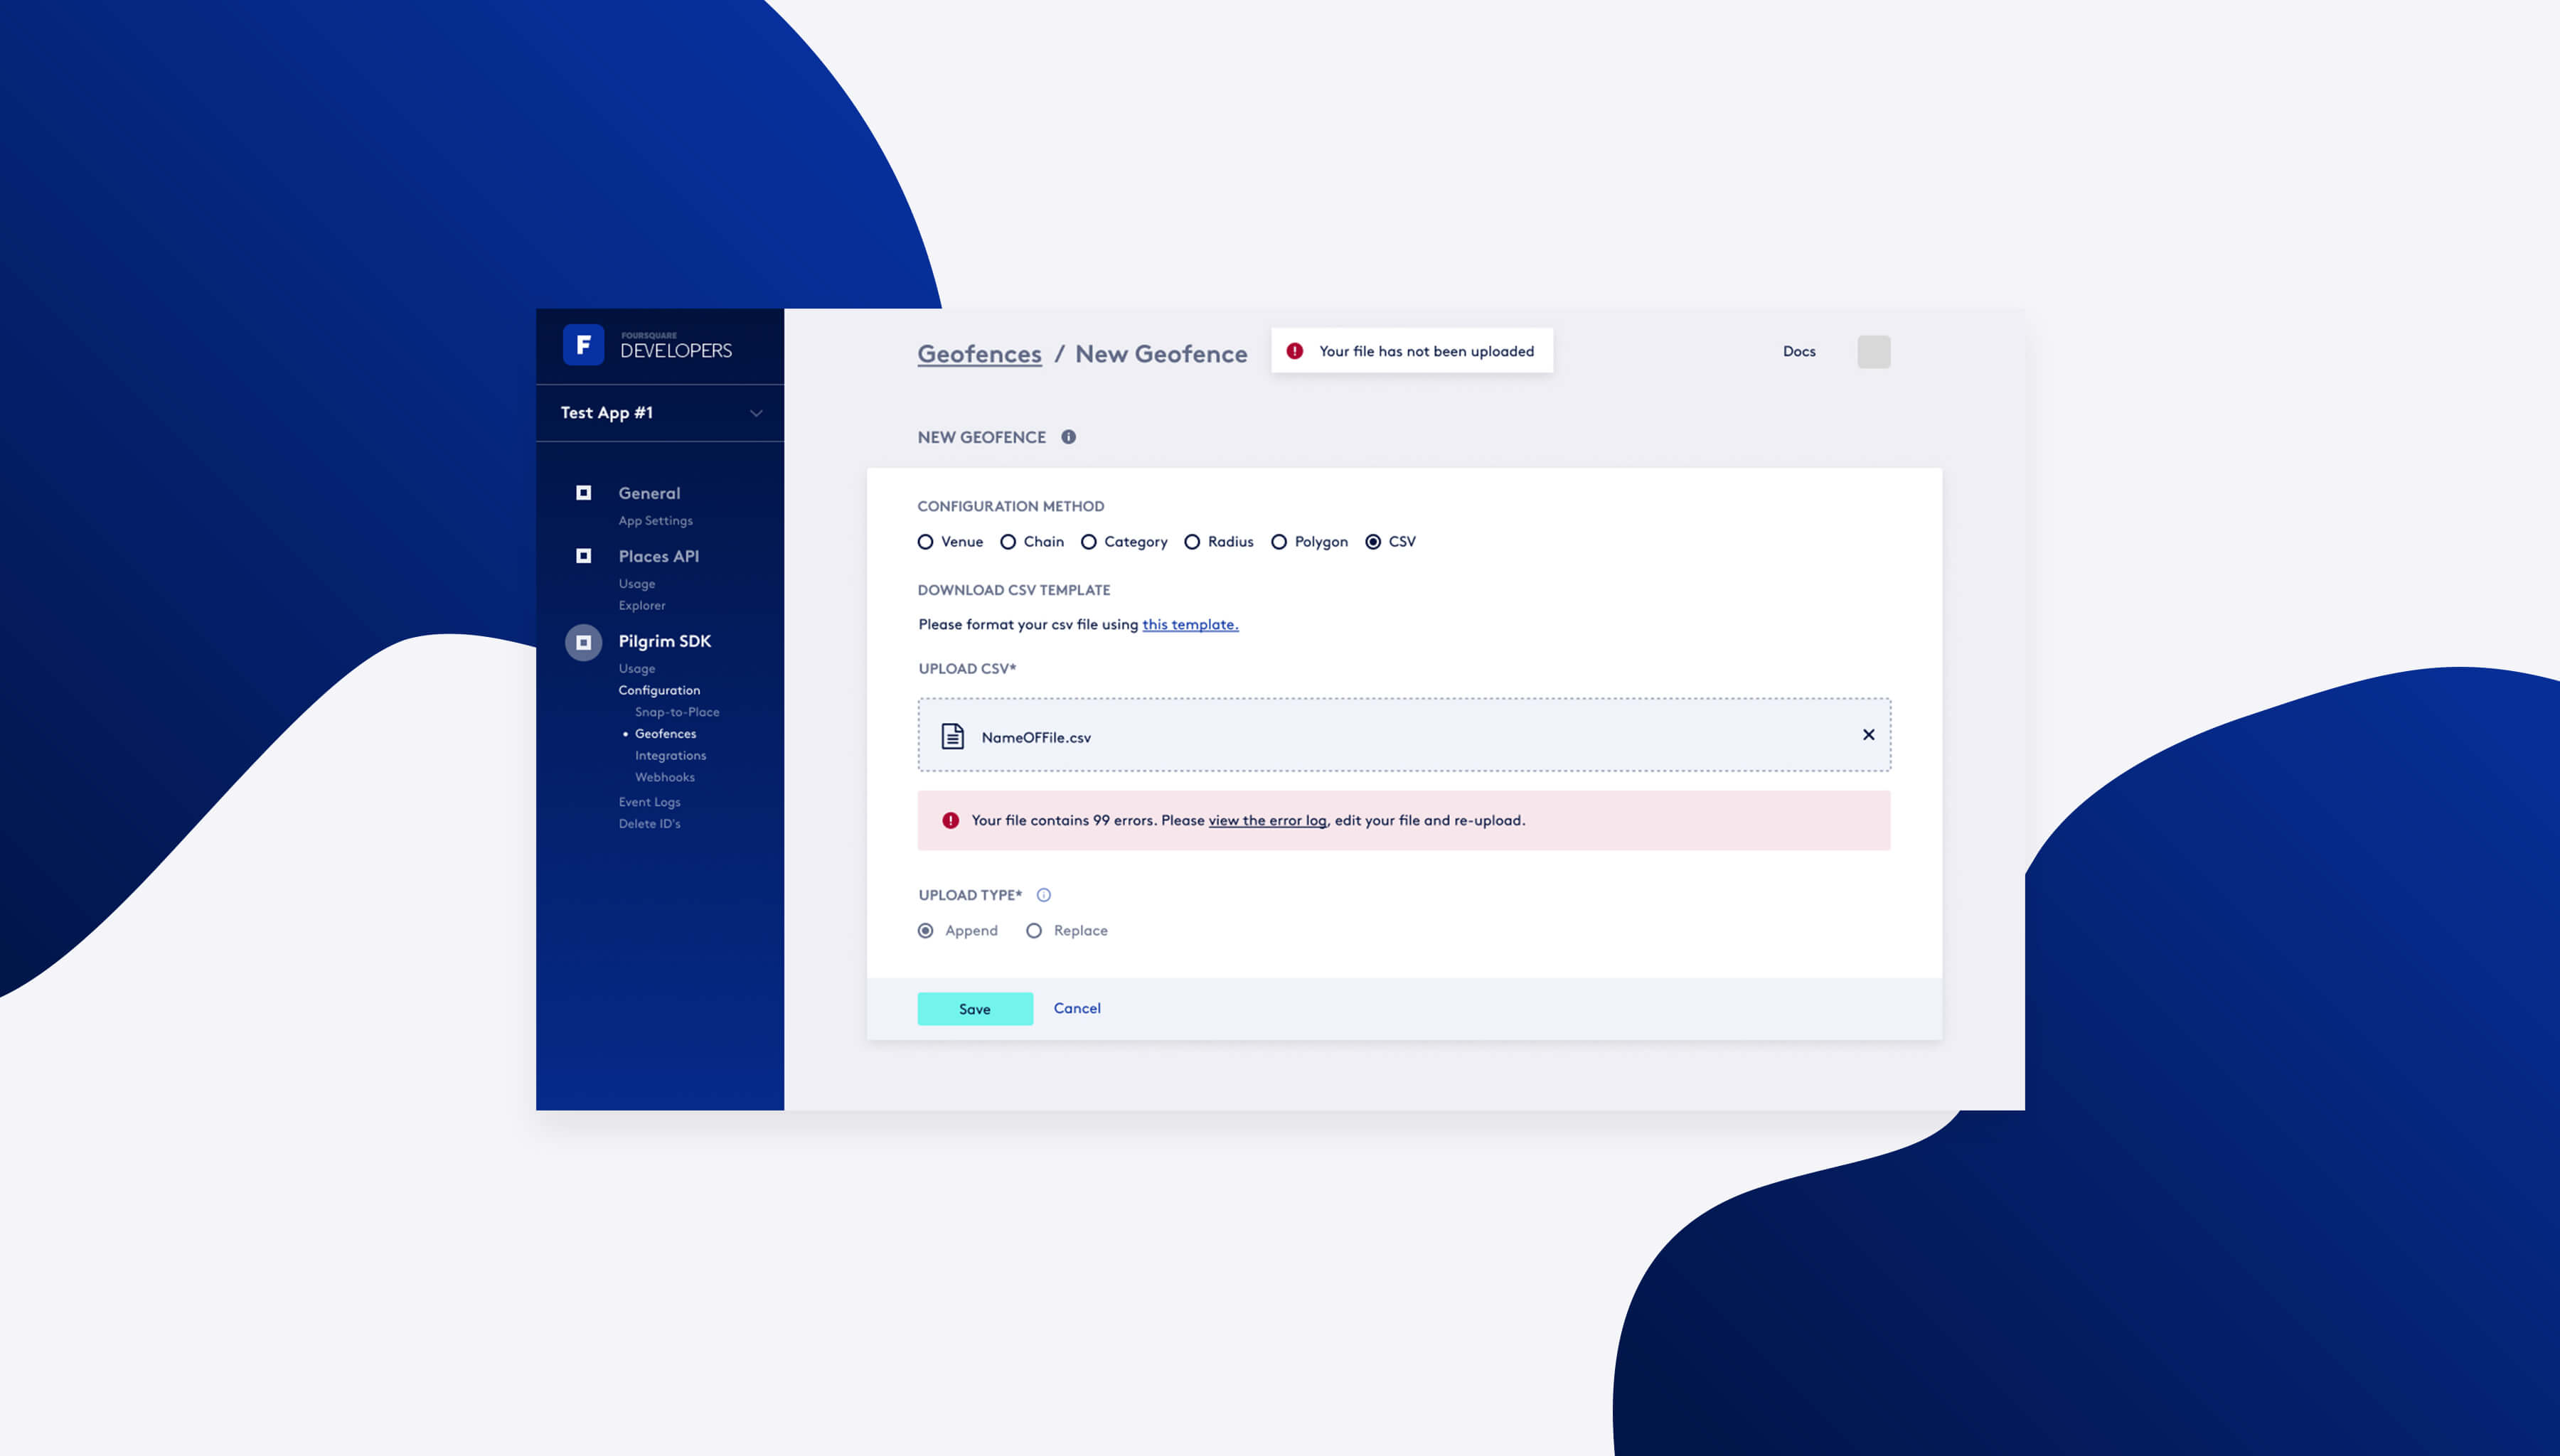 F
FOURSQUARE
DEVELOPERS
Test App #1
General
App Settings
Places API
Usage
Explorer
Pilgrim SDK
Usage
Configuration
Snap-to-Place
• Geofences
Integrations
Webhooks
Event Logs
Delete ID's
Geofences / New Geofence
Your file has not been uploaded
Docs
NEW GEOFENCE
CONFIGURATION METHOD
Venue Chain Category Radius Polygon CSV
DOWNLOAD CSV TEMPLATE
Please format your csv file using this template.
UPLOAD CSV*
NameOFFile.csv
Your file contains 99 errors. Please view the error log, edit your file and re-upload.
UPLOAD TYPE*
Append Replace
Save Cancel